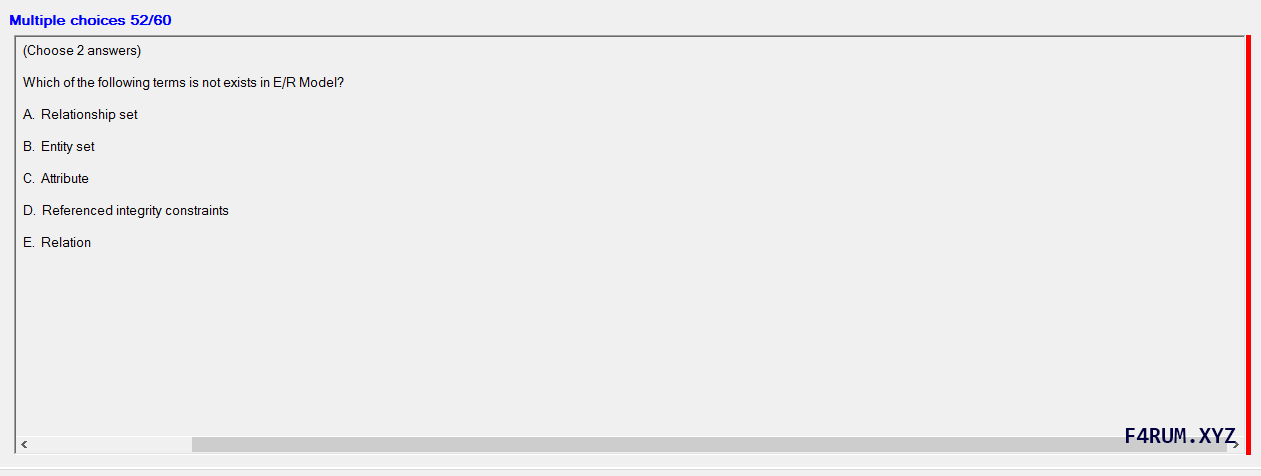 Multiple choices 52/60
(Choose 2 answers)
Which of the following terms is not exists in E/R Model?
A. Relationship set
B. Entity set
C. Attribute
D. Referenced integrity constraints
E. Relation
F4RUM.XYZ